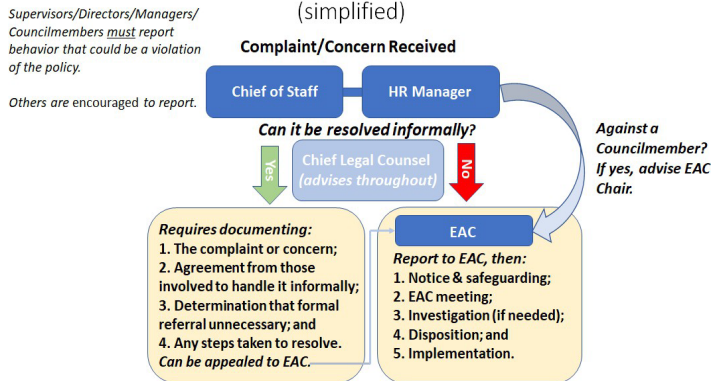 (simplified)
Supervisors/Directors/Managers/
Councilmembers must report
behavior that could be a violation
of the policy.
Others are encouraged to report.
Complaint/Concern Received
Chief of Staff
HR Manager
Can it be resolved informally?
Against a
Councilmember?
If yes, advise EAC
Chair.
Yes
Chief Legal Counsel
(advises throughout)
No
Requires documenting:
1. The complaint or concern;
2. Agreement from those
involved to handle it informally;
3. Determination that formal
referral unnecessary; and
4. Any steps taken to resolve.
Can be appealed to EAC.
EAC
Report to EAC, then:
1. Notice & safeguarding;
2. EAC meeting;
3. Investigation (if needed);
4. Disposition; and
5. Implementation.